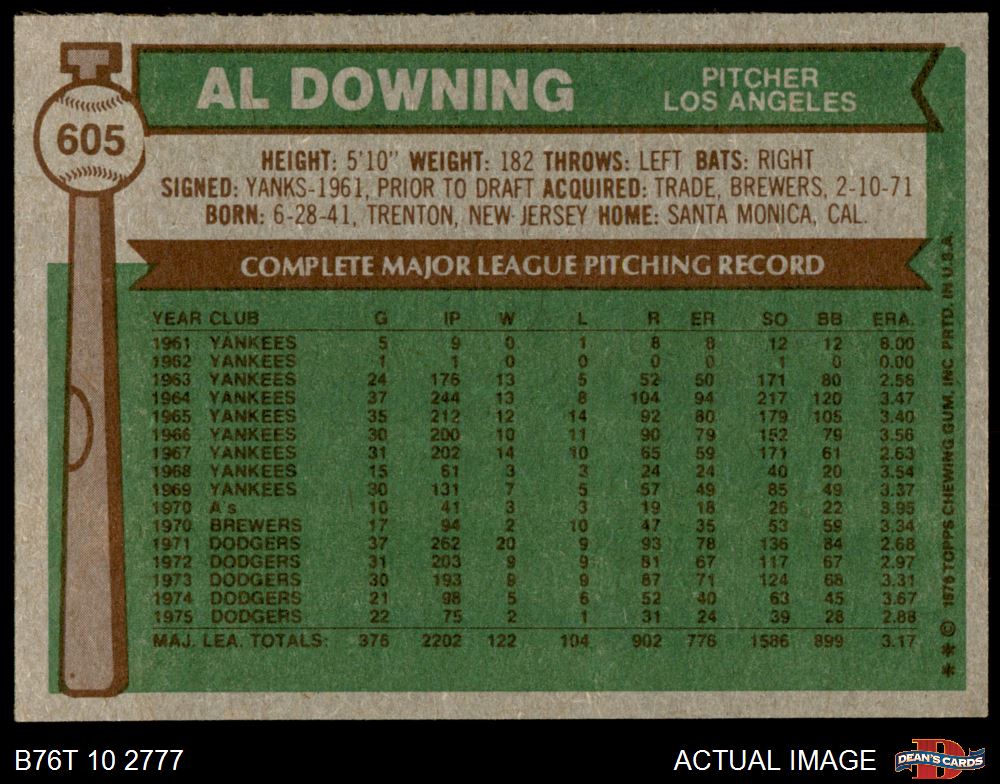 605
AL DOWNING
PITCHER
LOS ANGELES
HEIGHT: 5'10" WEIGHT: 182 THROWS: LEFT BATS: RIGHT
SIGNED: YANKS-1961, PRIOR TO DRAFT ACQUIRED: TRADE, BREWERS, 2-10-71
BORN: 6-28-41, TRENTON, NEW JERSEY HOME: SANTA MONICA, CAL.
COMPLETE MAJOR LEAGUE PITCHING RECORD
YEAR CLUB G IP W L R ER SO BB ERA.
1961 YANKEES 5 9 0 1 8 8 12 12 8.00
1962 YANKEES 1 1 0 0 0 0 1 0 0.00
1963 YANKEES 24 176 13 5 52 50 171 80 2.56
1964 YANKEES 37 244 13 8 104 94 217 120 3.47
1965 YANKEES 35 212 12 14 92 80 179 105 3.40
1966 YANKEES 30 200 10 11 90 79 152 79 3.56
1967 YANKEES 31 202 14 10 65 59 171 61 2.63
1968 YANKEES 15 61 3 3 24 24 40 20 3.54
1969 YANKEES 30 131 7 5 57 49 85 49 3.37
1970 A's 10 41 3 3 19 18 26 22 3.95
1970 BREWERS 17 94 2 10 47 35 53 59 3.34
1971 DODGERS 37 262 20 9 93 78 136 84 2.68
1972 DODGERS 31 203 9 9 81 67 117 67 2.97
1973 DODGERS 30 193 9 9 87 71 124 68 3.31
1974 DODGERS 21 98 5 6 52 40 63 45 3.67
1975 DODGERS 22 75 2 1 31 24 39 28 2.88
MAJ. LEA. TOTALS: 376 2202 122 104 902 776 1586 899 3.17
** © 1976 TOPPS CHEWING GUM, INC PRTD. IN U.S.A.
B76T 10 2777
ACTUAL IMAGE
D
DEAN'S CARDS